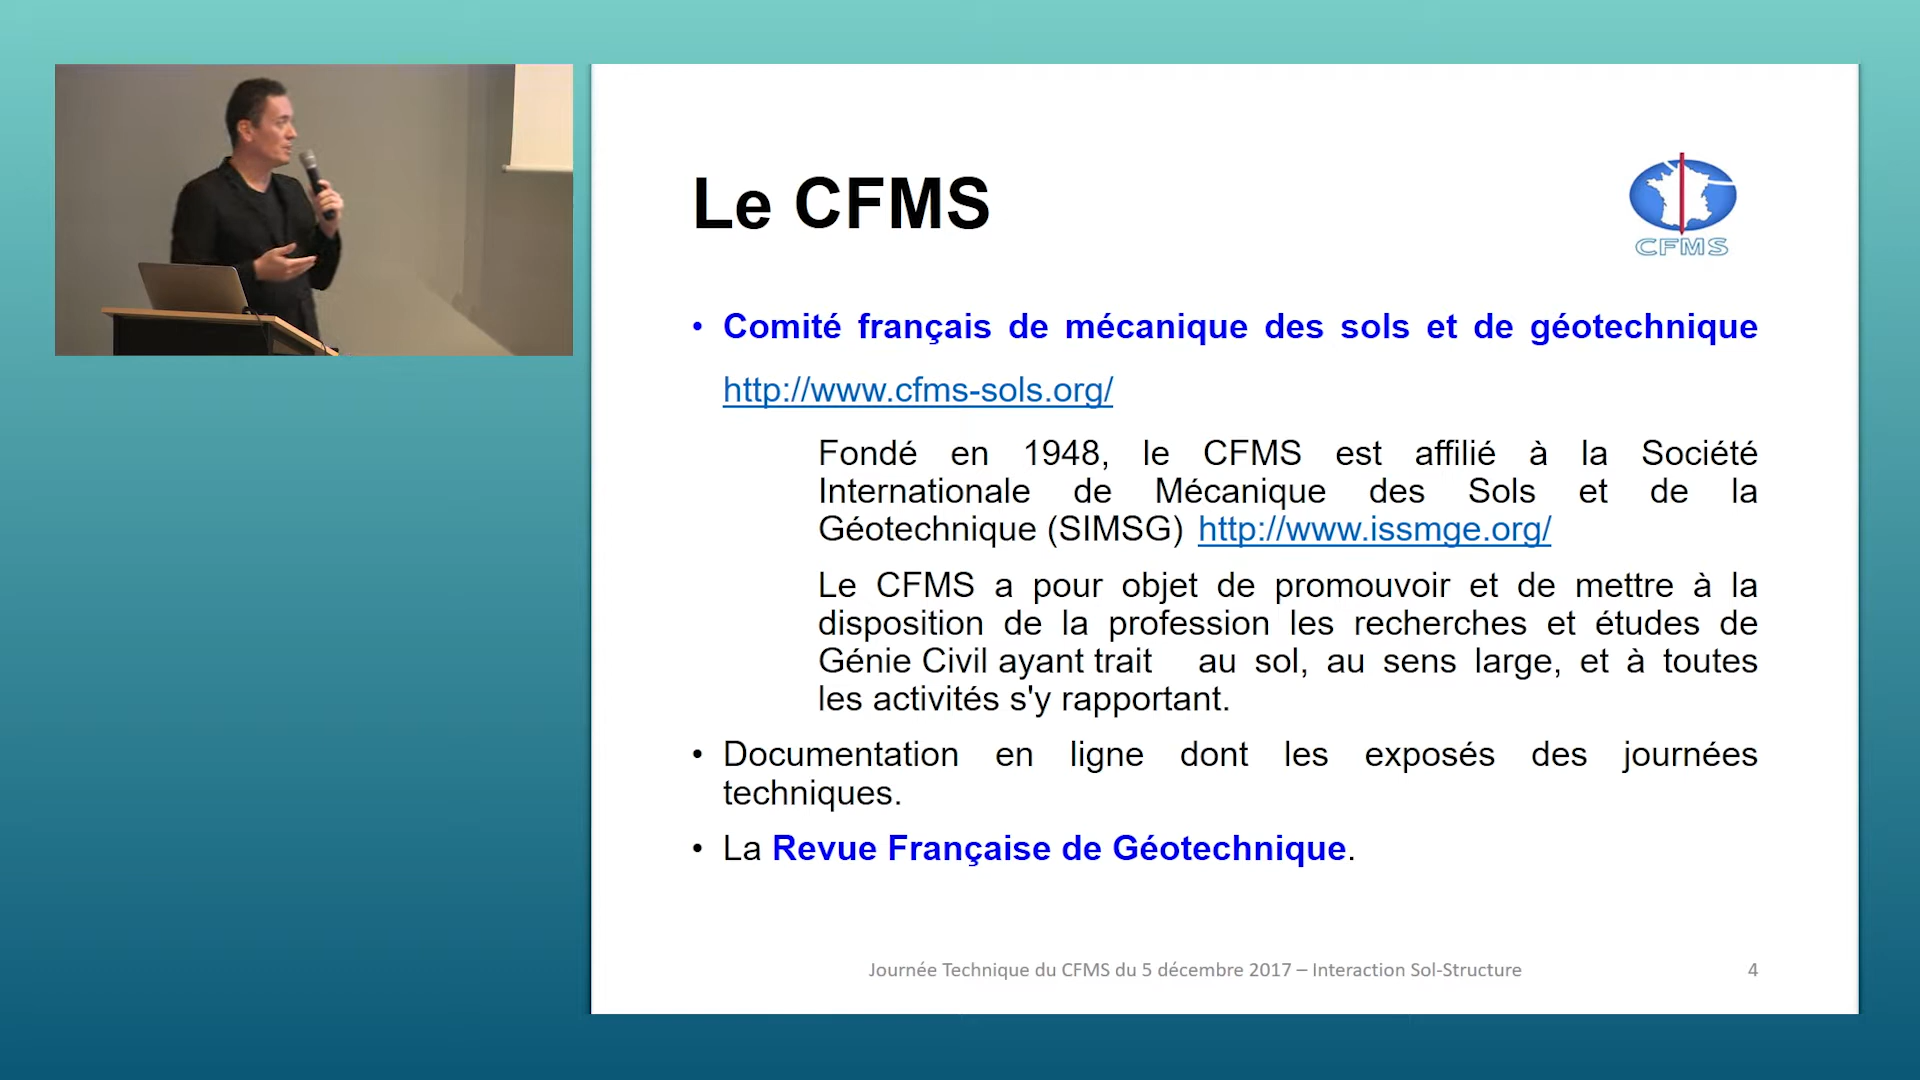 Le CFMS
CFMS
• Comité français de mécanique des sols et de géotechnique
http://www.cfms-sols.org/
Fondé en 1948, le CFMS est affilié à la Société
Internationale de Mécanique des Sols et de la
Géotechnique (SIMSG) http://www.issmge.org/
Le CFMS a pour objet de promouvoir et de mettre à la
disposition de la profession les recherches et études de
Génie Civil ayant trait au sol, au sens large, et à toutes
les activités s'y rapportant.
• Documentation en ligne dont les exposés des journées
techniques.
• La Revue Française de Géotechnique.
Journée Technique du CFMS du 5 décembre 2017 – Interaction Sol-Structure
4